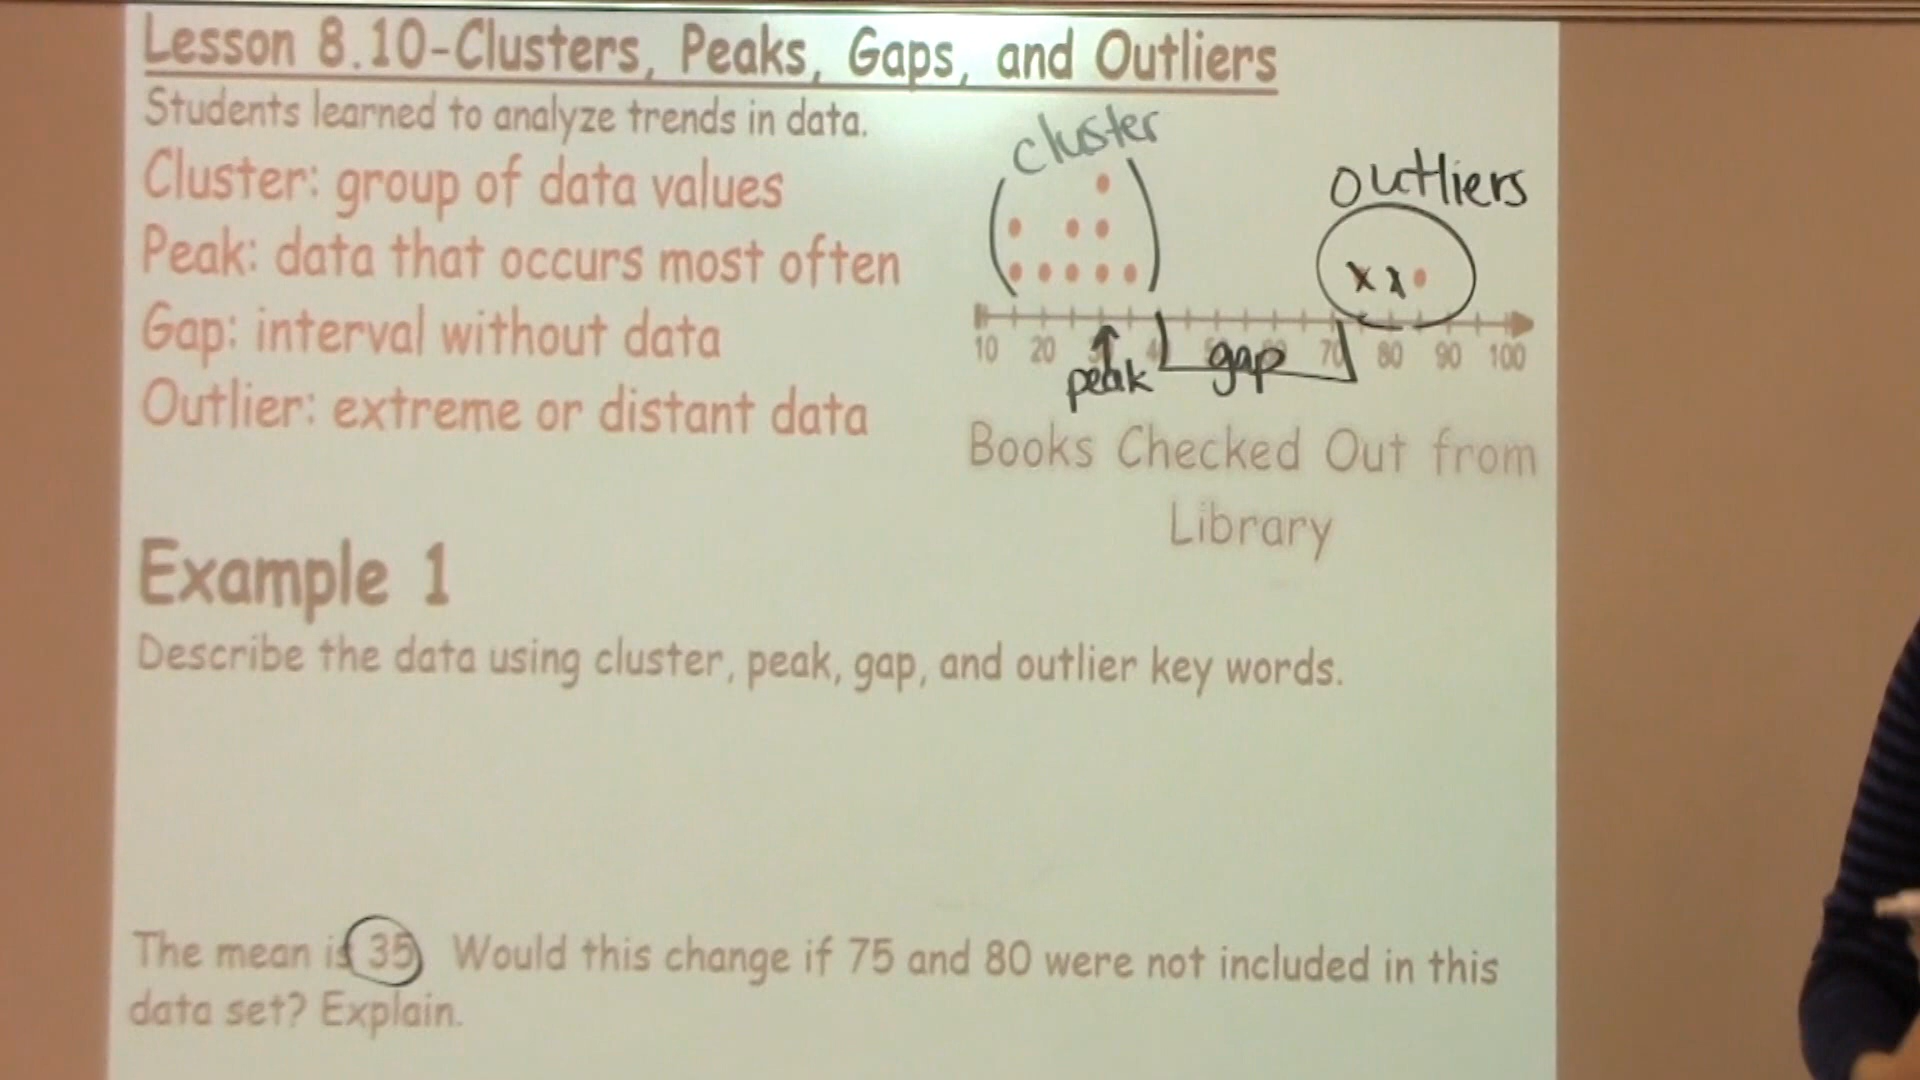 Lesson 8.10-Clusters, Peaks, Gaps, and Outliers
Students learned to analyze trends in data.
Cluster: group of data values
Peak: data that occurs most often
Gap: interval without data
Outlier: extreme or distant data
cluster
outliers
x x
10 20 70 80 90 100
peak gap
Books Checked Out from
Library
Example 1
Describe the data using cluster, peak, gap, and outlier key words.
The mean is 35. Would this change if 75 and 80 were not included in this
data set? Explain.